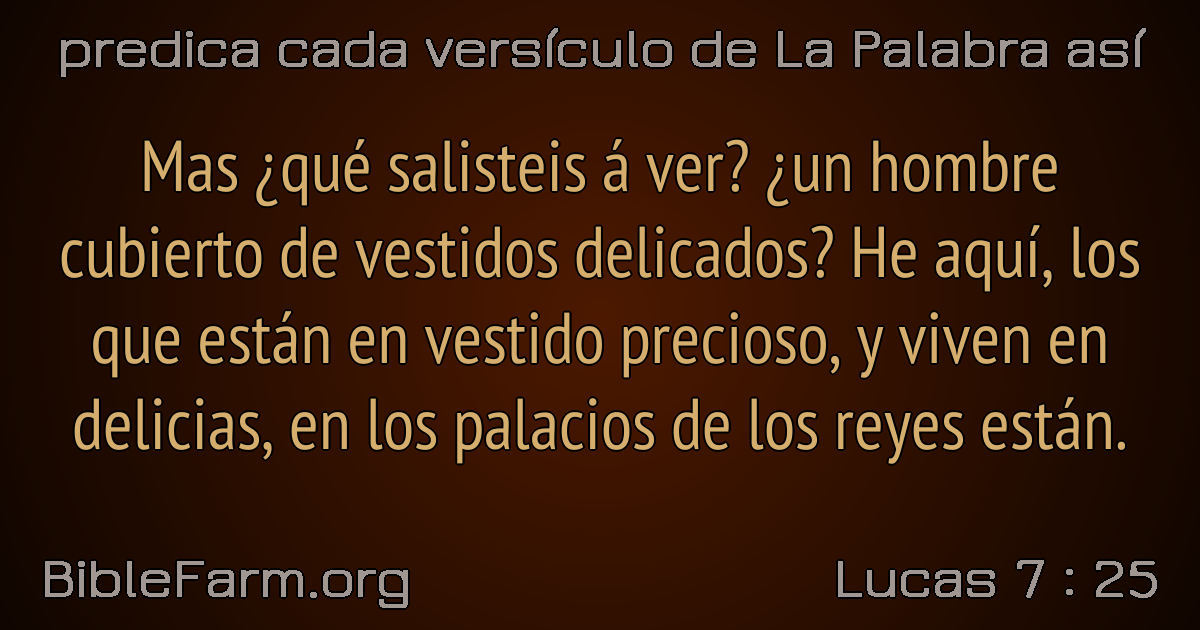 predica cada versículo de La Palabra así
Mas ¿qué salisteis á ver? ¿un hombre
cubierto de vestidos delicados? He aquí, los
que están en vestido precioso, y viven en
delicias, en los palacios de los reyes están.
BibleFarm.org
Lucas 7 : 25